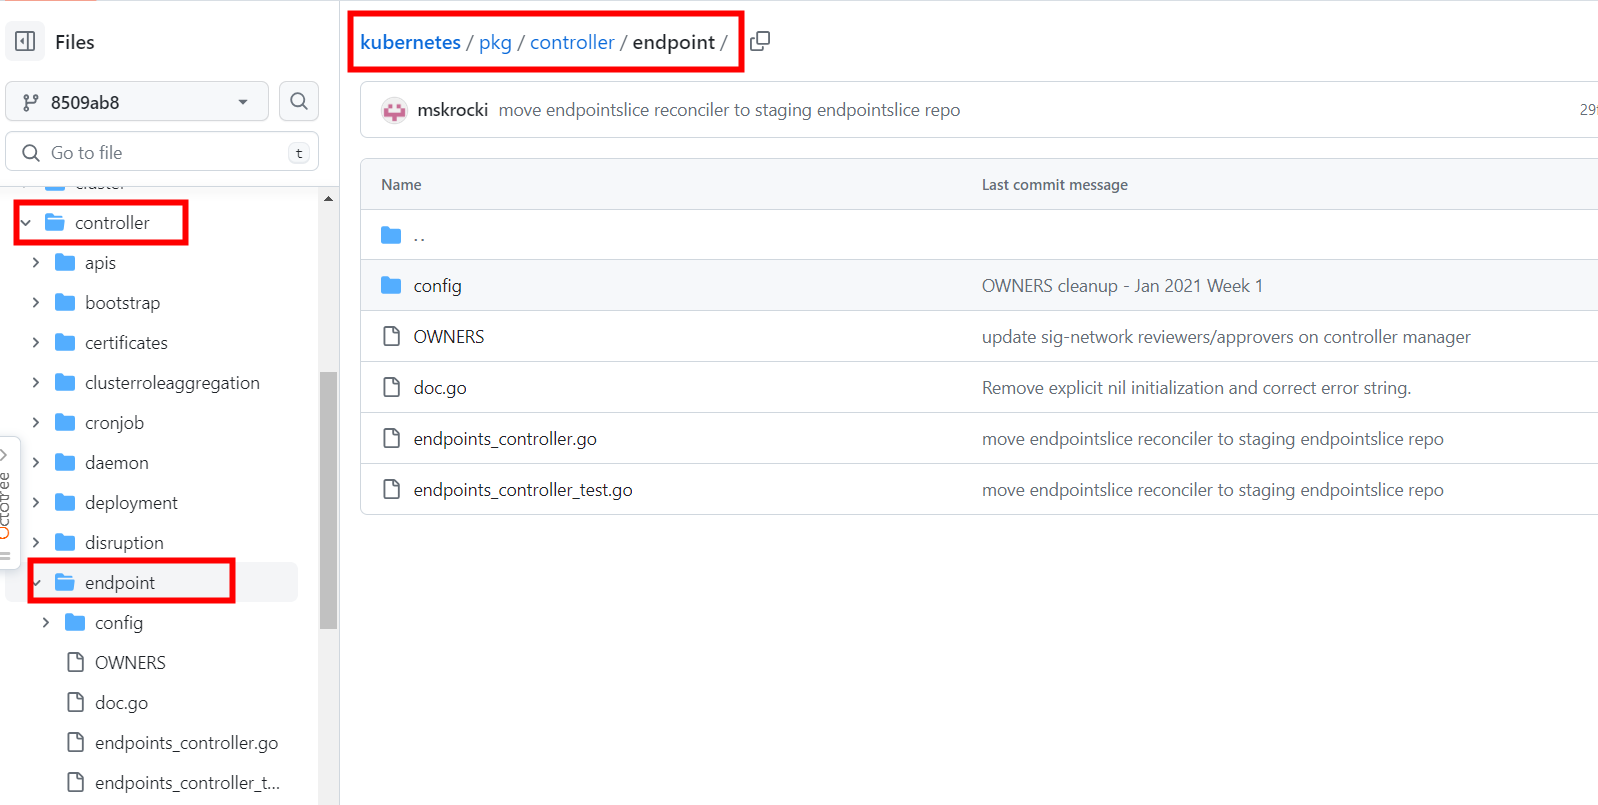 Files
kubernetes / pkg / controller / endpoint /
8509ab8
mskrocki move endpointslice reconciler to staging endpointslice repo
Go to file t
Name Last commit message
controller
..
apis
config OWNERS cleanup - Jan 2021 Week 1
bootstrap
OWNERS update sig-network reviewers/approvers on controller manager
certificates
clusterroleaggregation
doc.go Remove explicit nil initialization and correct error string.
cronjob
endpoints_controller.go move endpointslice reconciler to staging endpointslice repo
daemon
endpoints_controller_test.go move endpointslice reconciler to staging endpointslice repo
deployment
Octotree
disruption
endpoint
config
OWNERS
doc.go
endpoints_controller.go
endpoints_controller_t...